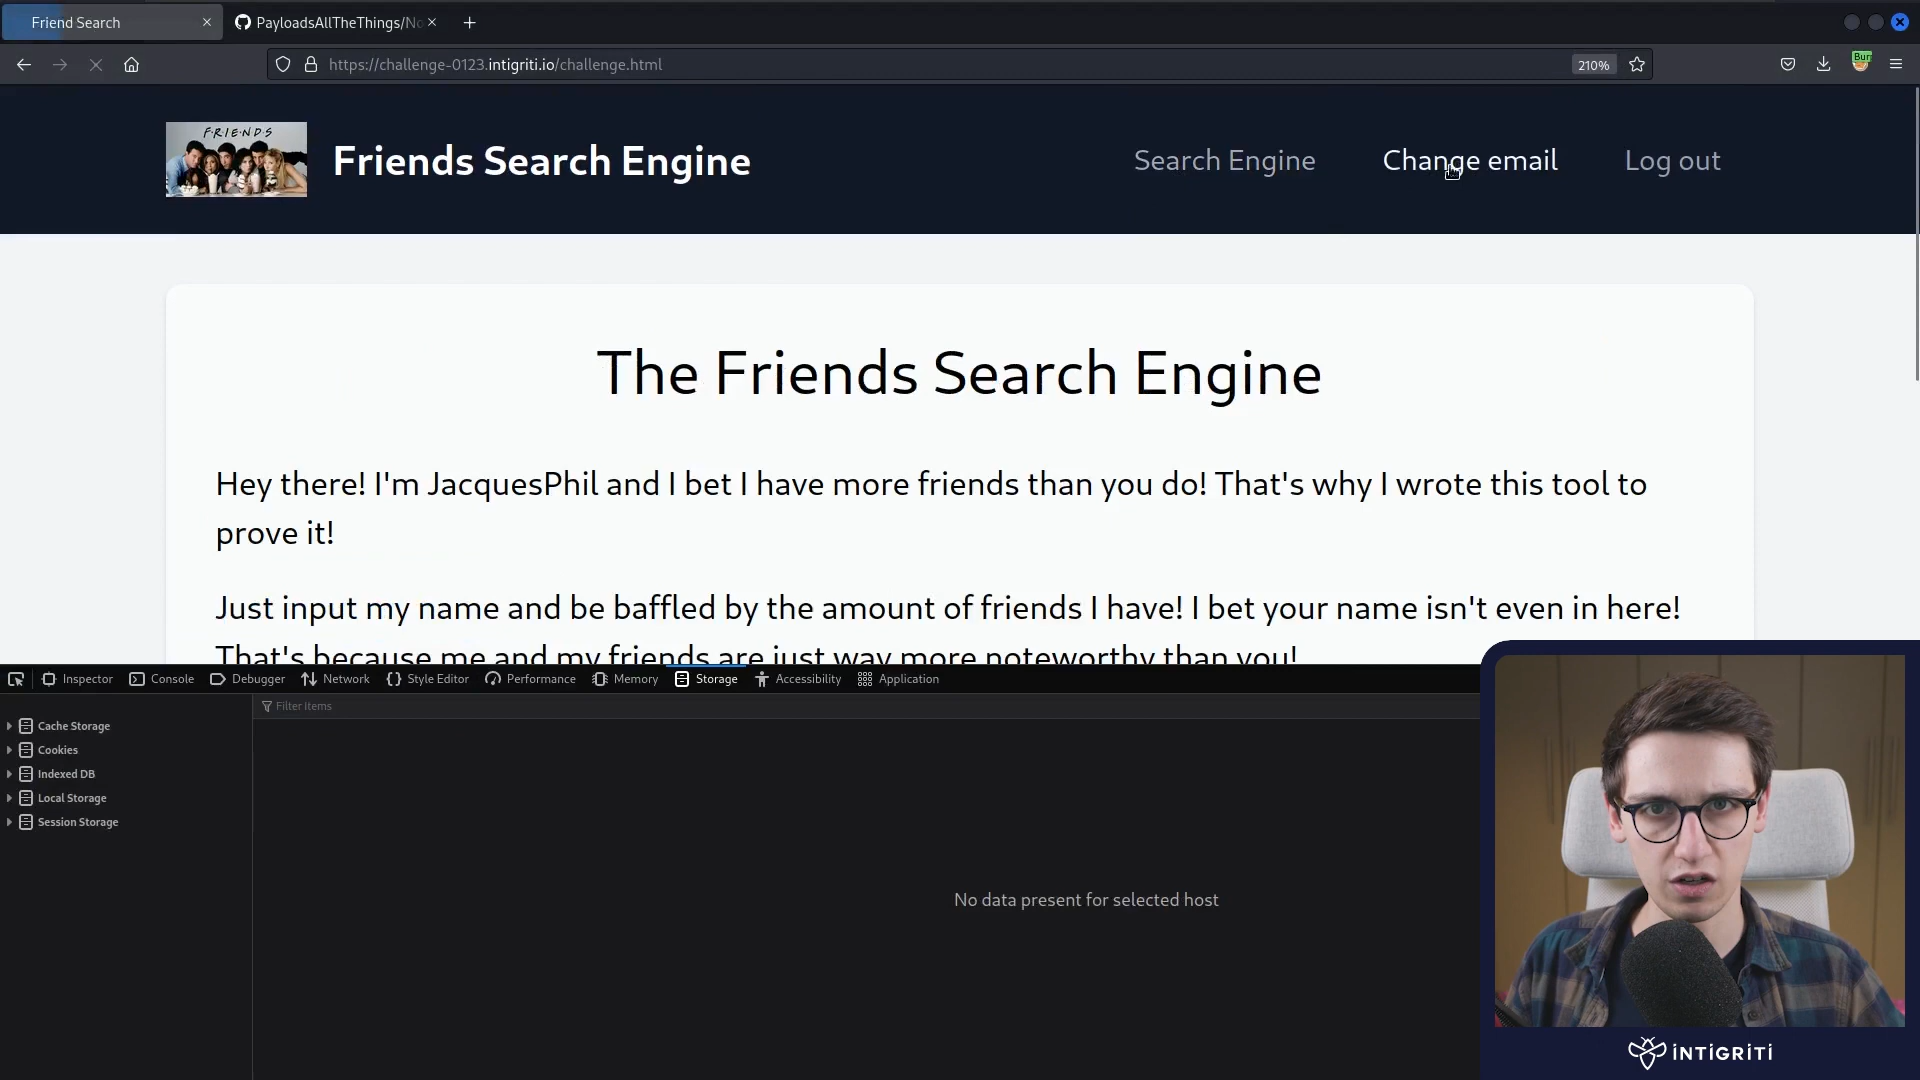 Friend Search
PayloadsAllTheThings/No
https://challenge-0123.intigriti.io/challenge.html
210%
Bur
FRIENDS
Friends Search Engine
Search Engine
Change email
Log out
The Friends Search Engine
Hey there! I'm JacquesPhil and I bet I have more friends than you do! That's why I wrote this tool to
prove it!
Just input my name and be baffled by the amount of friends I have! I bet your name isn't even in here!
That's because me and my friends are just way more noteworthy than you!
Inspector
Console
Debugger
Network
Style Editor
Performance
Memory
Storage
Accessibility
Application
Filter Items
Cache Storage
Cookies
Indexed DB
Local Storage
Session Storage
No data present for selected host
INTIGRITI